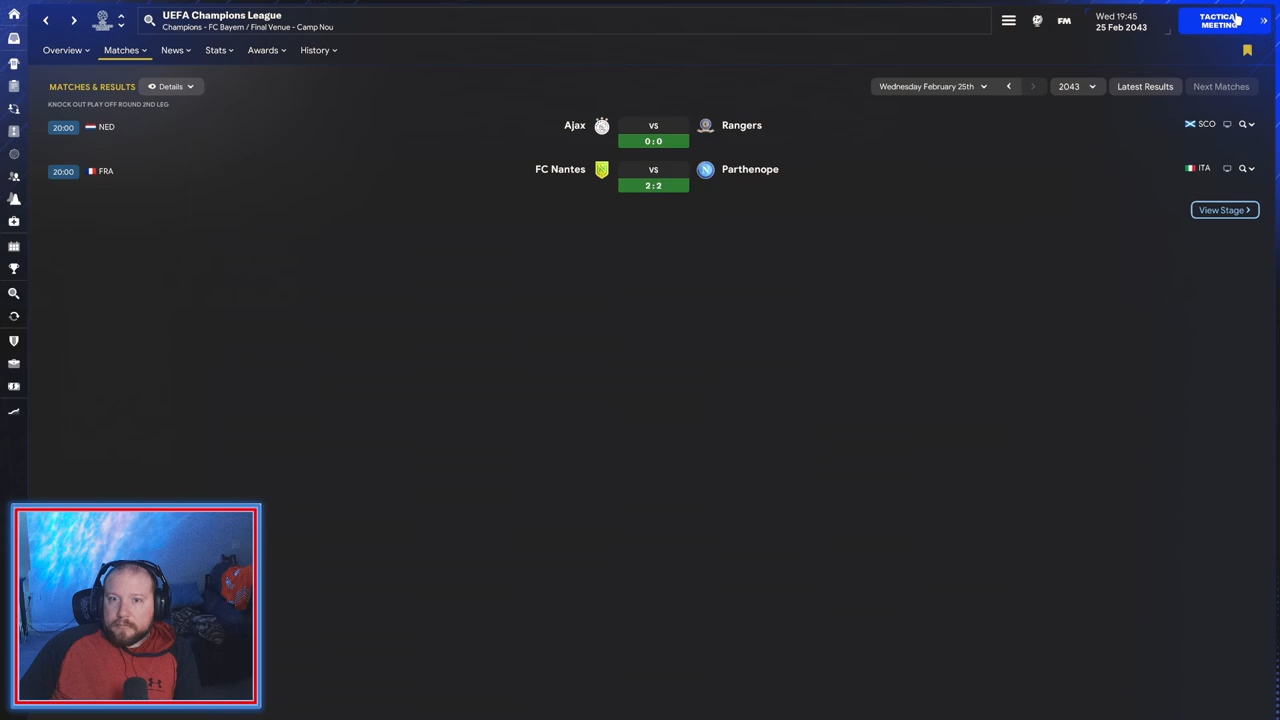 UEFA Champions League
Champions - FC Bayern / Final Venue - Camp Nou
FM
Wed 19:45
25 Feb 2043
TACTICAL
MEETING
Overview
Matches
News
Stats
Awards
History
MATCHES & RESULTS
Details
Wednesday February 25th
2043
Latest Results
Next Matches
KNOCK OUT PLAY OFF ROUND 2ND LEG
20:00 NED Ajax VS Rangers SCO
0 : 0
20:00 FRA FC Nantes VS Parthenope ITA
2 : 2
View Stage